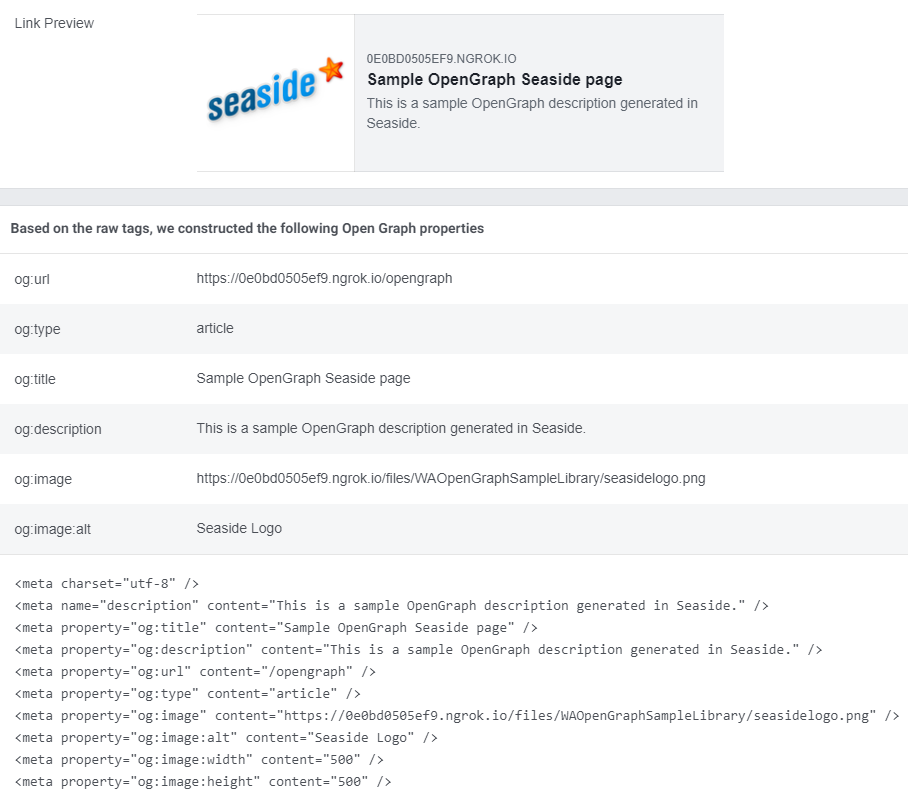 Link Preview
seaside
0E0BD0505EF9.NGROK.IO
Sample OpenGraph Seaside page
This is a sample OpenGraph description generated in
Seaside.
Based on the raw tags, we constructed the following Open Graph properties
og:url https://0e0bd0505ef9.ngrok.io/opengraph
og:type article
og:title Sample OpenGraph Seaside page
og:description This is a sample OpenGraph description generated in Seaside.
og:image https://0e0bd0505ef9.ngrok.io/files/WAOpenGraphSampleLibrary/seasidelogo.png
og:image:alt Seaside Logo
<meta charset="utf-8" />
<meta name="description" content="This is a sample OpenGraph description generated in Seaside." />
<meta property="og:title" content="Sample OpenGraph Seaside page" />
<meta property="og:description" content="This is a sample OpenGraph description generated in Seaside." />
<meta property="og:url" content="/opengraph" />
<meta property="og:type" content="article" />
<meta property="og:image" content="https://0e0bd0505ef9.ngrok.io/files/WAOpenGraphSampleLibrary/seasidelogo.png" />
<meta property="og:image:alt" content="Seaside Logo" />
<meta property="og:image:width" content="500" />
<meta property="og:image:height" content="500" />